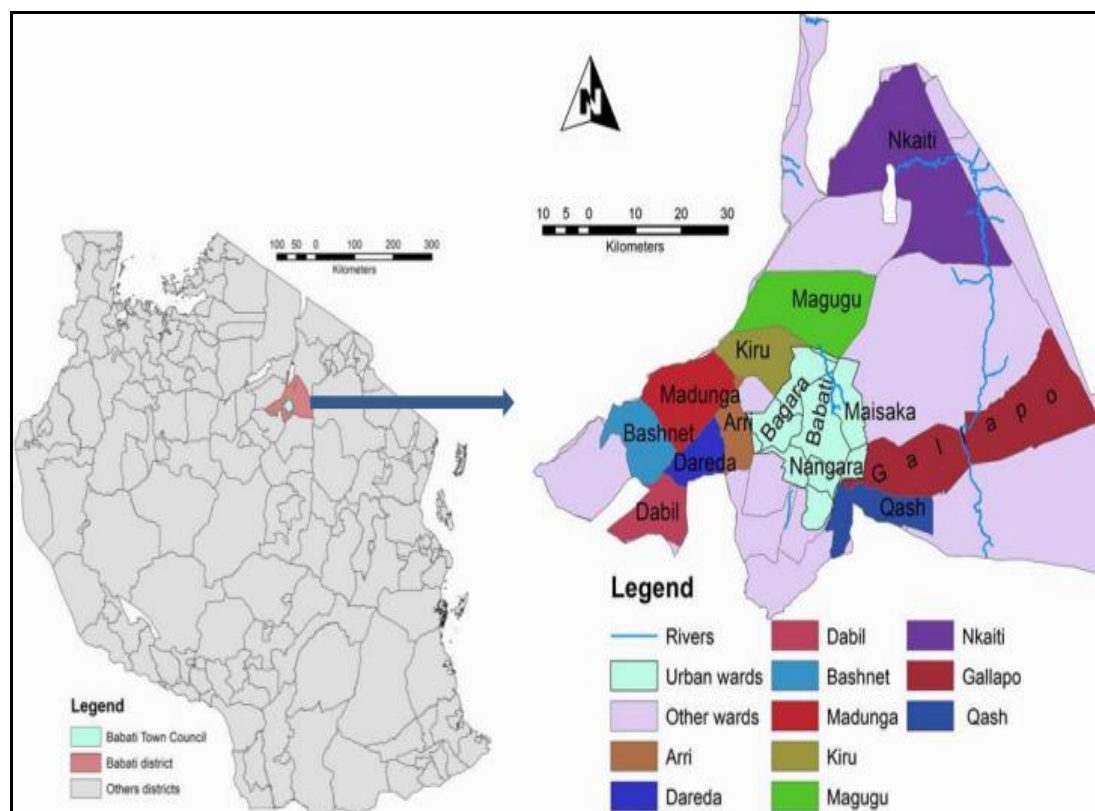 100 50 0 100 200 300
Kilometers
Legend
Babati Town Council
Babati district
Others districts
N
10 5 0 10 20 30
Kilometers
Nkaiti
Magugu
Kiru
Madunga
Arri
Bagara
Babati
Maisaka
Bashnet
Dareda
Nangara
Gallapo
Qash
Dabil
Legend
Rivers
Urban wards
Other wards
Arri
Dareda
Dabil
Bashnet
Madunga
Kiru
Magugu
Nkaiti
Gallapo
Qash